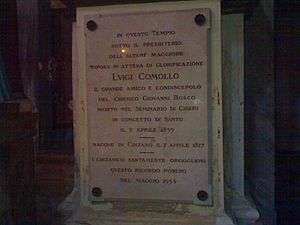 IN QUESTO TEMPIO
SOTTO IL PRESBITERIO
DELL'ALTARE MAGGIORE
RIPOSA IN ATTESA DI GLORIFICAZIONE
LUIGI COMOLLO
IL GRANDE AMICO E CONDISCEPOLO
DEL CHIERICO GIOVANNI BOSCO
MORTO NEL SEMINARIO DI CHIERI
IN CONCETTO DI SANTO
IL 2 APRILE 1839
NACQUE IN CINZANO IL 7 APRILE 1817
I CINZANESI SANTAMENTE ORGOGLIOSI
QUESTO RICORDO POSERO
NEL MAGGIO 1954